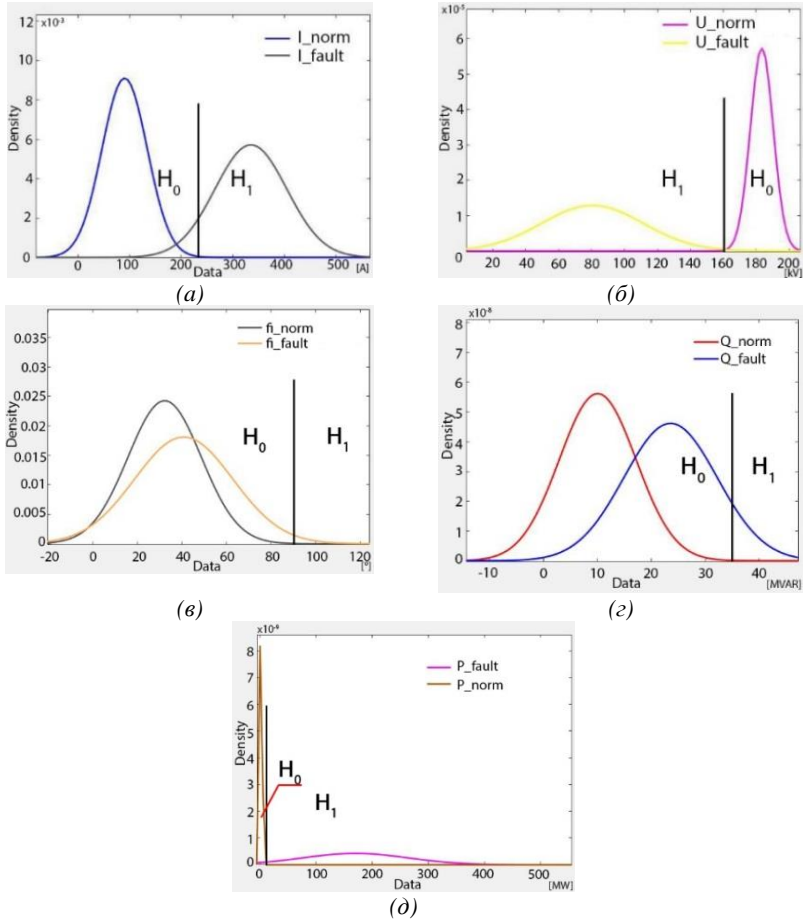 x10⁻³
12
10
8
6
4
2
0
Density
I_norm
I_fault
H₀
H₁
0 100 200 300 400 500
Data
[A]
(а)
x10⁻⁵
6
5
4
3
2
1
0
Density
U_norm
U_fault
H₁
H₀
20 40 60 80 100 120 140 160 180 200
Data
[kV]
(б)
0.035
0.03
0.025
0.02
0.015
0.01
0.005
0
Density
fi_norm
fi_fault
H₀
H₁
-20 0 20 40 60 80 100 120
Data
[°]
(в)
x10⁻⁸
8
7
6
5
4
3
2
1
0
Density
Q_norm
Q_fault
H₀
H₁
-10 0 10 20 30 40
Data
[MVAR]
(г)
8
7
6
5
4
3
2
1
0
Density
P_fault
P_norm
H₀
H₁
0 100 200 300 400 500
Data
[MW]
(д)